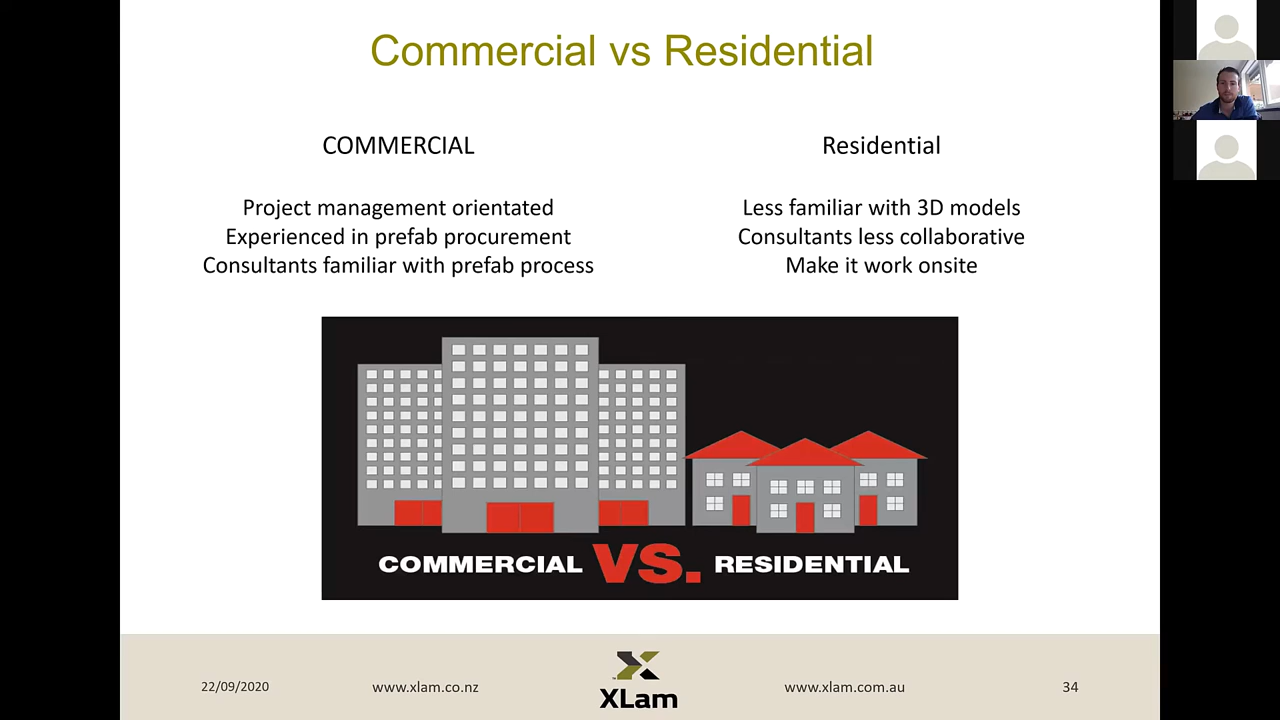 Commercial vs Residential
COMMERCIAL
Project management orientated
Experienced in prefab procurement
Consultants familiar with prefab process
Residential
Less familiar with 3D models
Consultants less collaborative
Make it work onsite
COMMERCIAL VS. RESIDENTIAL
22/09/2020
www.xlam.co.nz
XLam
www.xlam.com.au
34